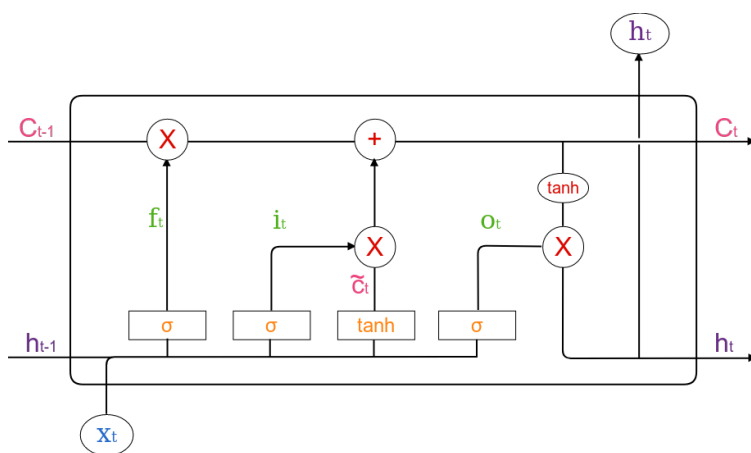 hₜ
Cₜ₋₁ X + Cₜ
tanh
fₜ iₜ X oₜ X
c̃ₜ
σ σ tanh σ
hₜ₋₁ hₜ
xₜ